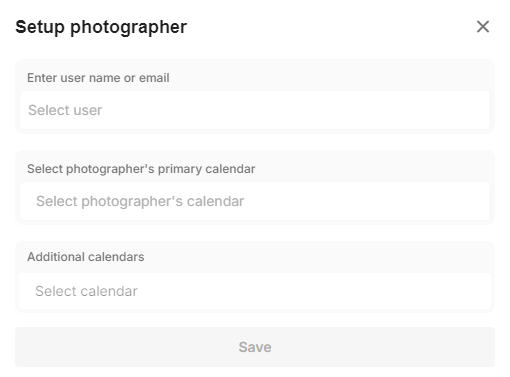 Setup photographer
Enter user name or email
Select user
Select photographer's primary calendar
Select photographer's calendar
Additional calendars
Select calendar
Save